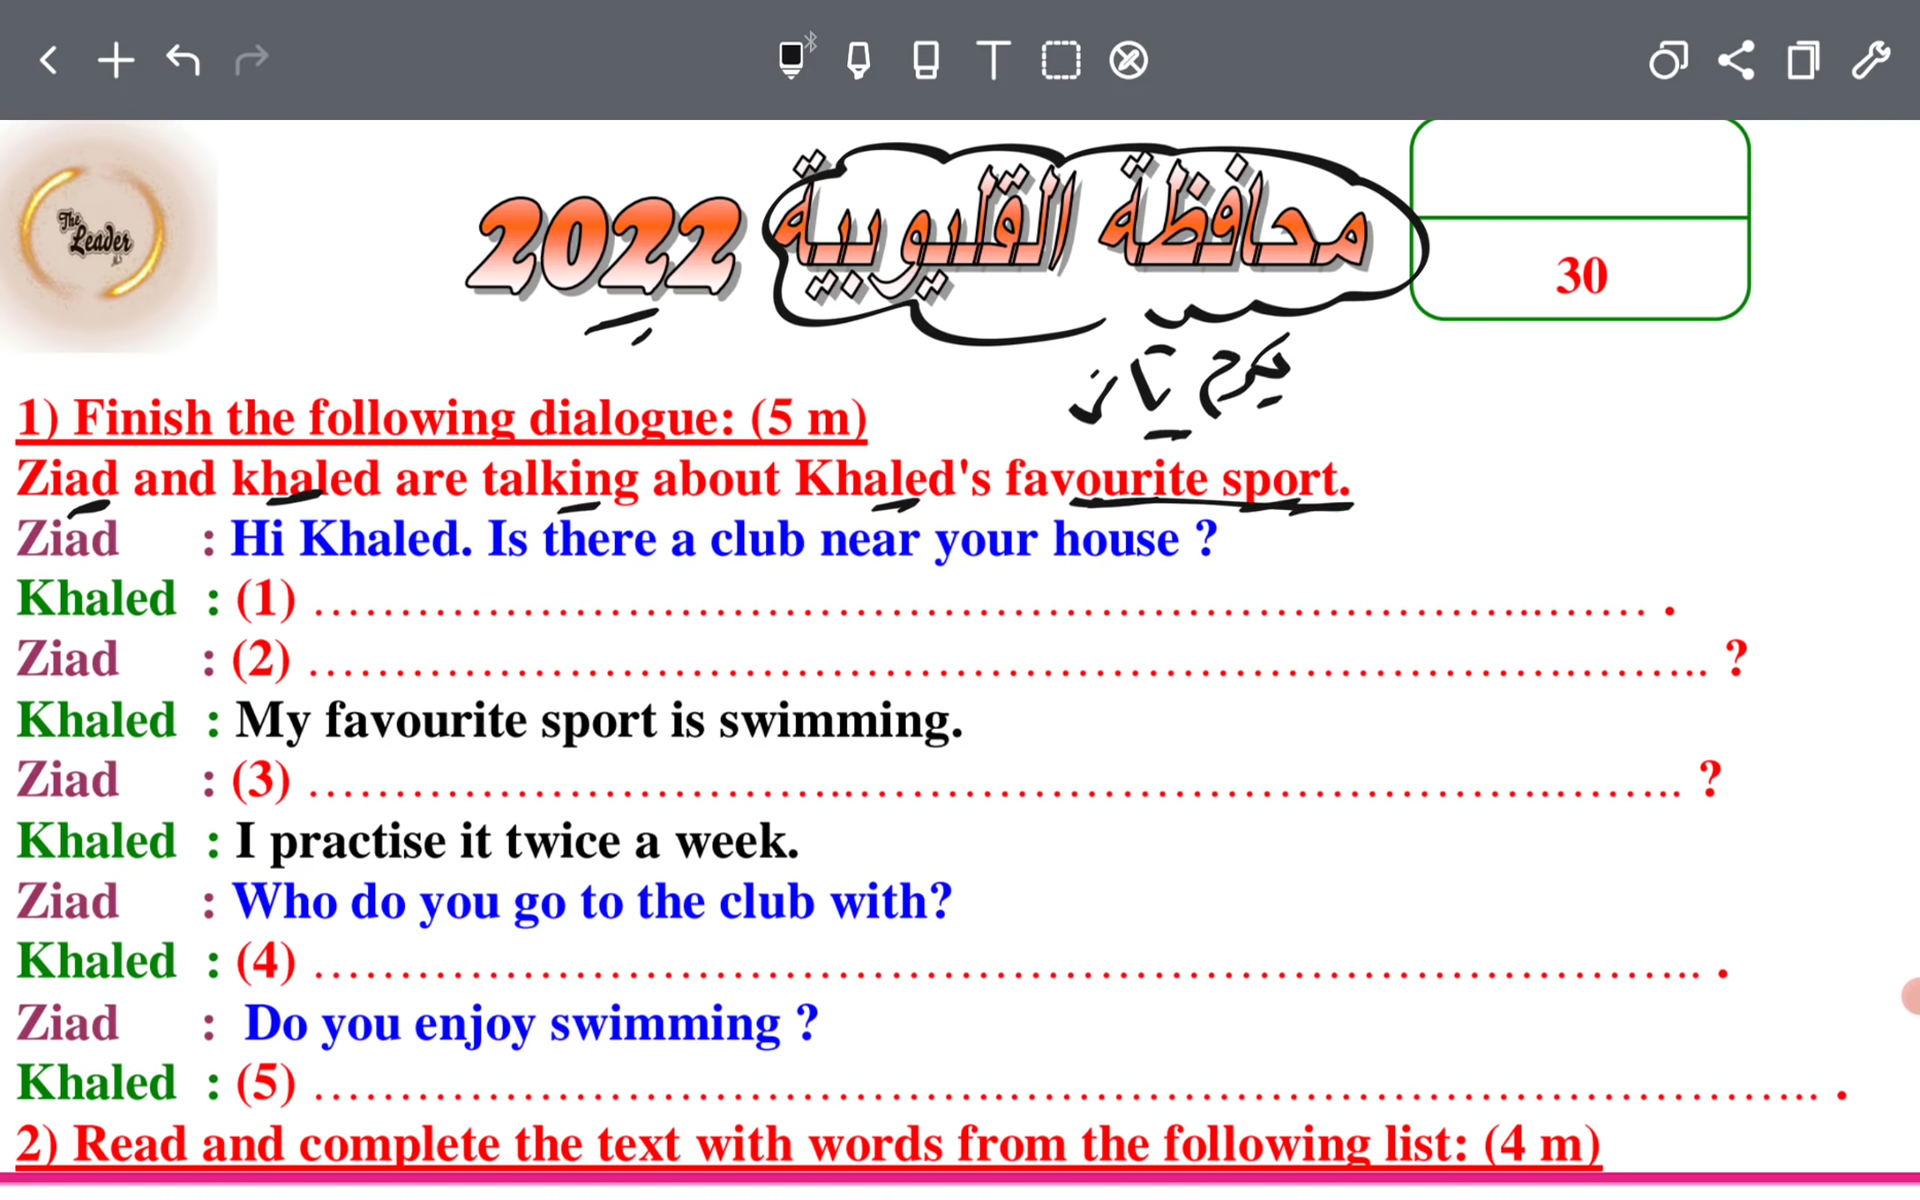 The Leader
محافظة القليوبية 2022
30
1) Finish the following dialogue: (5 m)
Ziad and khaled are talking about Khaled's favourite sport.
Ziad : Hi Khaled. Is there a club near your house ?
Khaled : (1) ........................................ .
Ziad : (2) ........................................ ?
Khaled : My favourite sport is swimming.
Ziad : (3) ........................................ ?
Khaled : I practise it twice a week.
Ziad : Who do you go to the club with?
Khaled : (4) ........................................ .
Ziad : Do you enjoy swimming ?
Khaled : (5) ........................................ .
2) Read and complete the text with words from the following list: (4 m)